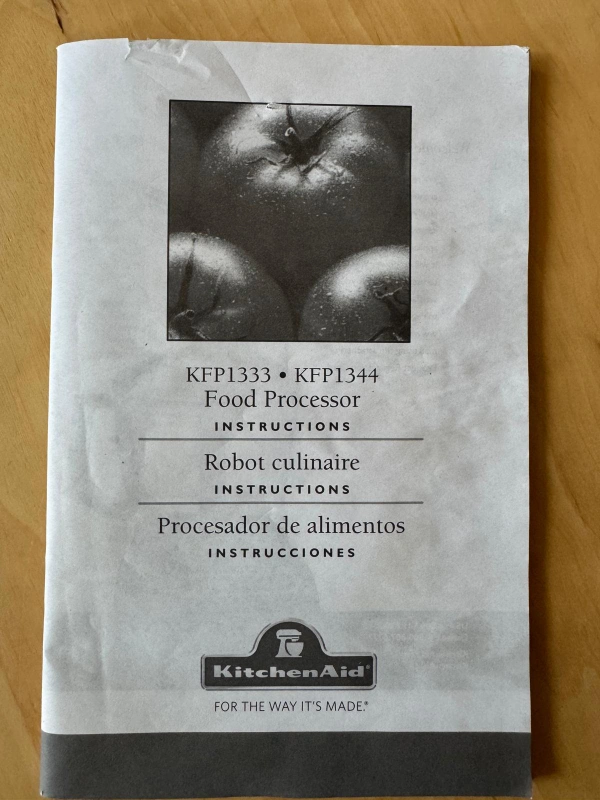 KFP1333 • KFP1344
Food Processor
INSTRUCTIONS
Robot culinaire
INSTRUCTIONS
Procesador de alimentos
INSTRUCCIONES
KitchenAid®
FOR THE WAY IT'S MADE.®